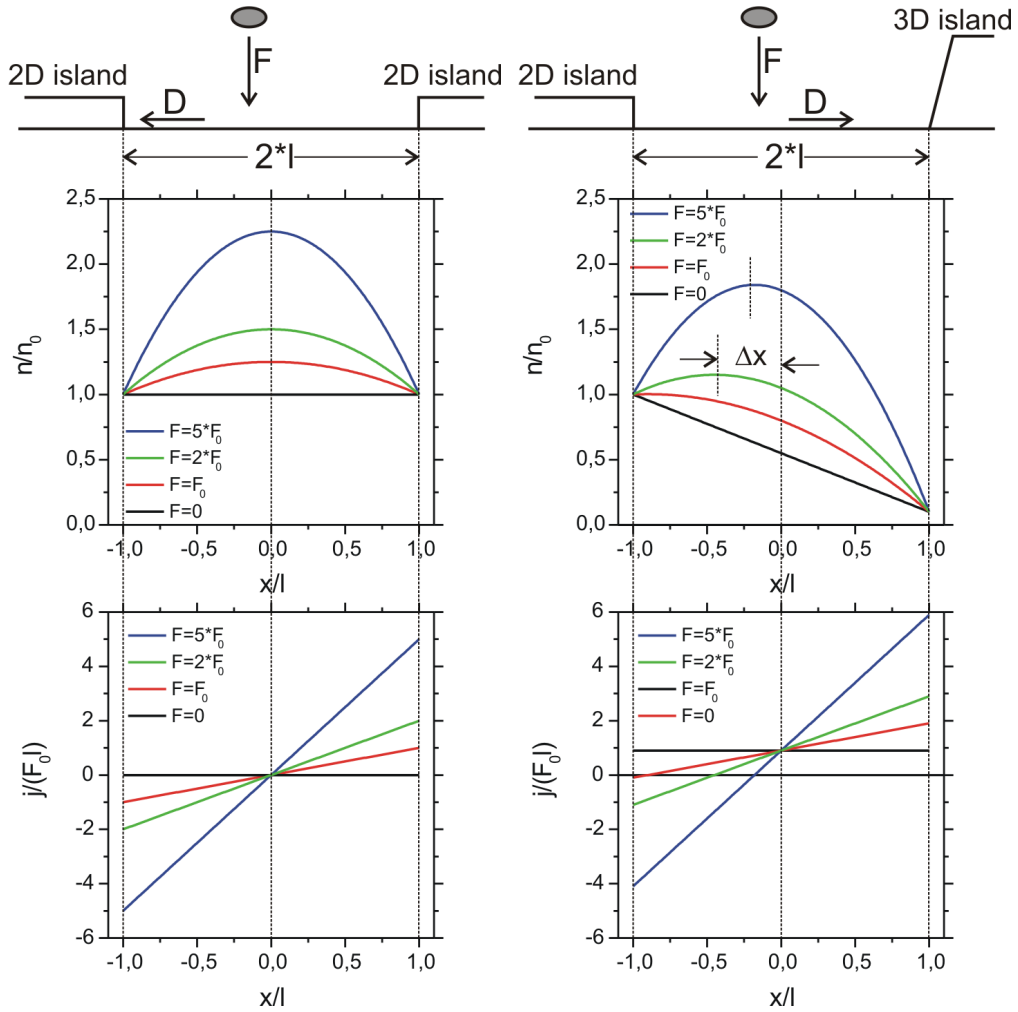 F
2D island
2D island
D
2*l
n/n0
2,5
2,0
1,5
1,0
0,5
0,0
F=5*F0
F=2*F0
F=F0
F=0
-1,0 -0,5 0,0 0,5 1,0
x/l
j/(F0l)
6
4
2
0
-2
-4
-6
F=5*F0
F=2*F0
F=F0
F=0
-1,0 -0,5 0,0 0,5 1,0
x/l
3D island
F
2D island
D
2*l
n/n0
2,5
2,0
1,5
1,0
0,5
0,0
F=5*F0
F=2*F0
F=F0
F=0
Δx
-1,0 -0,5 0,0 0,5 1,0
x/l
j/(F0l)
6
4
2
0
-2
-4
-6
F=5*F0
F=2*F0
F=F0
F=0
-1,0 -0,5 0,0 0,5 1,0
x/l